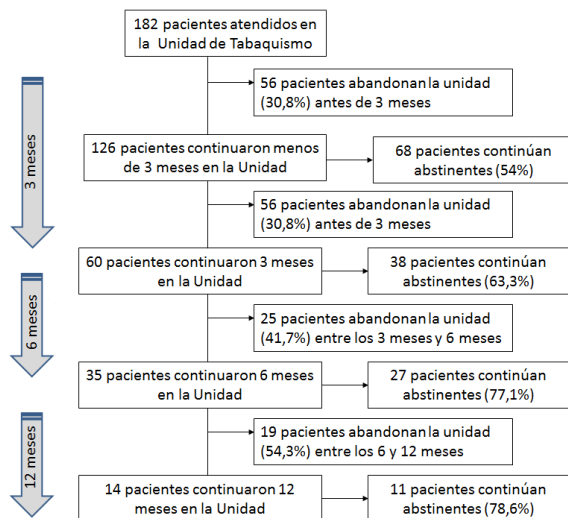 182 pacientes atendidos en
la Unidad de Tabaquismo
56 pacientes abandonan la unidad
(30,8%) antes de 3 meses
126 pacientes continuaron menos
de 3 meses en la Unidad
68 pacientes continúan
abstinentes (54%)
3 meses
56 pacientes abandonan la unidad
(30,8%) antes de 3 meses
60 pacientes continuaron 3 meses
en la Unidad
38 pacientes continúan
abstinentes (63,3%)
25 pacientes abandonan la unidad
(41,7%) entre los 3 meses y 6 meses
6 meses
35 pacientes continuaron 6 meses
en la Unidad
27 pacientes continúan
abstinentes (77,1%)
19 pacientes abandonan la unidad
(54,3%) entre los 6 y 12 meses
12 meses
14 pacientes continuaron 12
meses en la Unidad
11 pacientes continúan
abstinentes (78,6%)